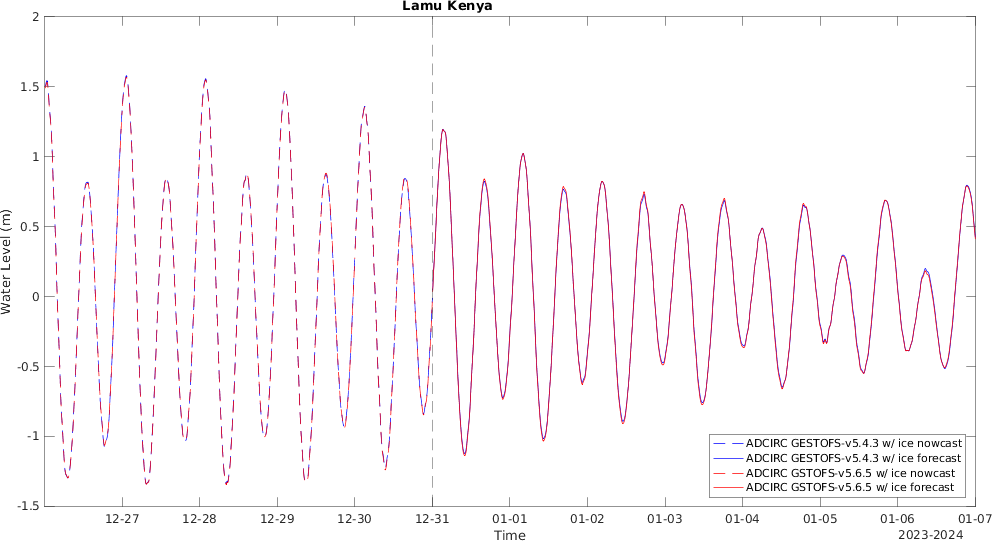 Lamu Kenya
2
1.5
1
0.5
0
-0.5
-1
-1.5
Water Level (m)
ADCIRC GESTOFS-v5.4.3 w/ ice nowcast
ADCIRC GESTOFS-v5.4.3 w/ ice forecast
ADCIRC GSTOFS-v5.6.5 w/ ice nowcast
ADCIRC GSTOFS-v5.6.5 w/ ice forecast
12-27 12-28 12-29 12-30 12-31 01-01 01-02 01-03 01-04 01-05 01-06 01-07
Time
2023-2024